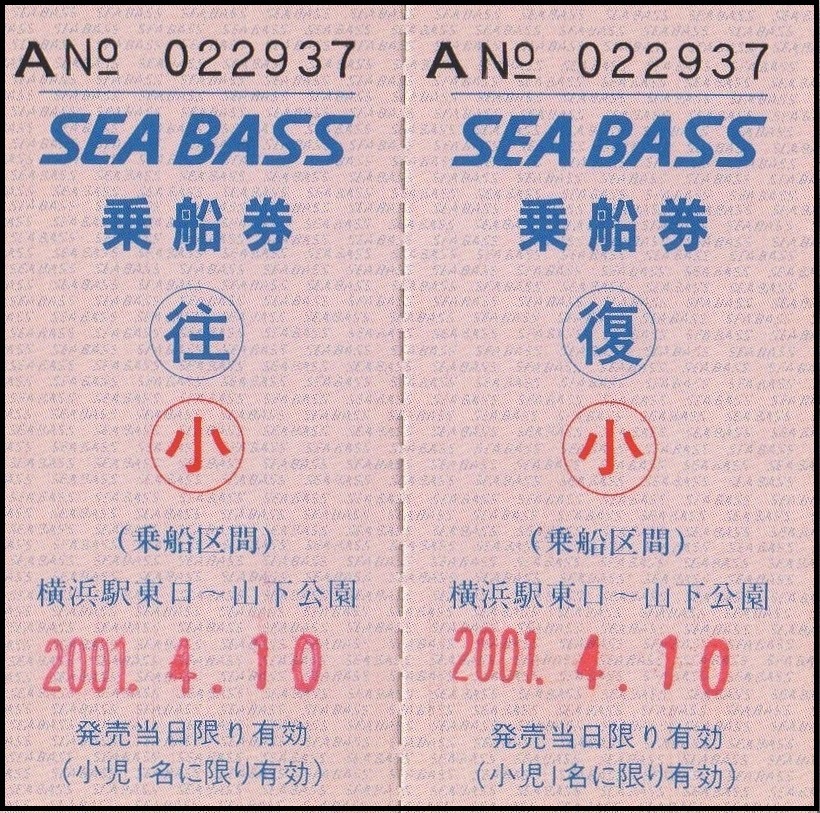 ANo 022937
SEA BASS
乗船券
往
小
(乗船区間)
横浜駅東口〜山下公園
2001. 4. 10
発売当日限り有効
(小児1名に限り有効)
ANo 022937
SEA BASS
乗船券
復
小
(乗船区間)
横浜駅東口〜山下公園
2001. 4. 10
発売当日限り有効
(小児1名に限り有効)